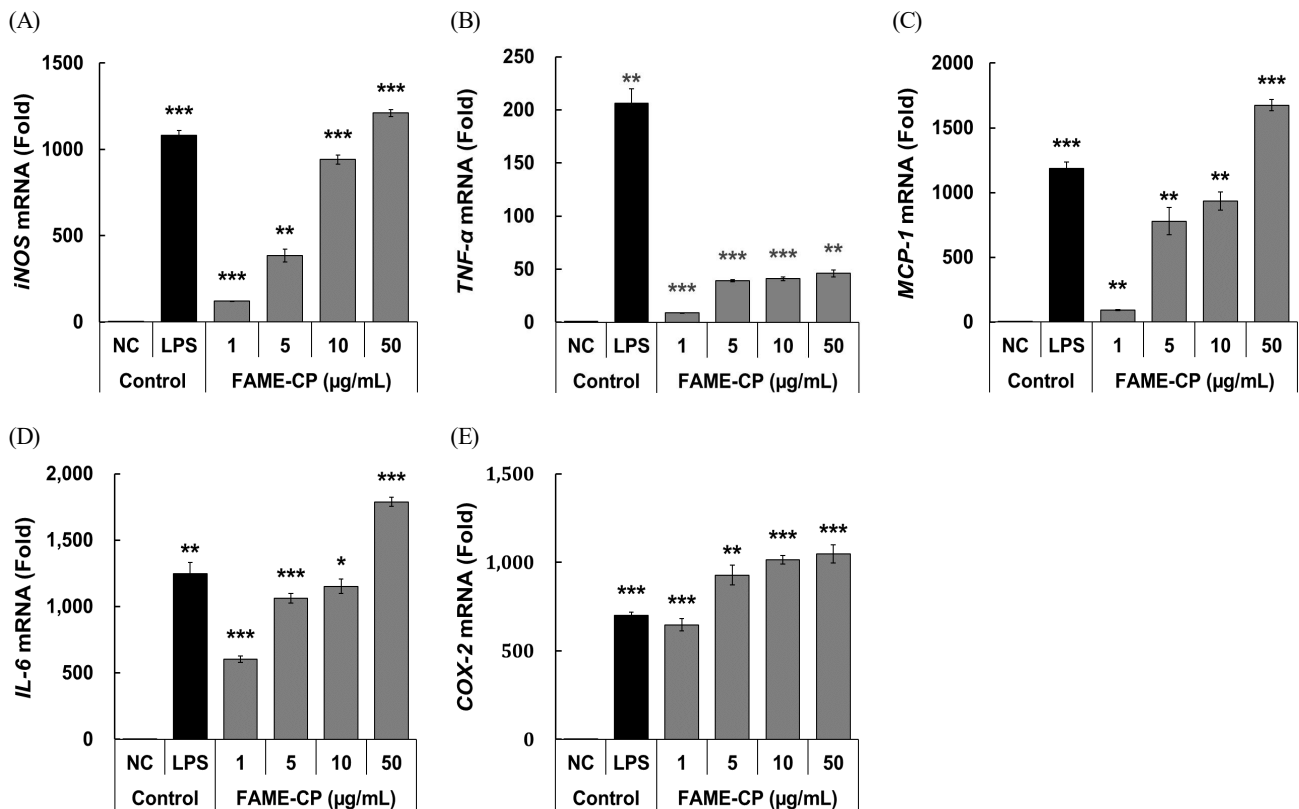 (A)
iNOS mRNA (Fold)
1500
1000
500
0
***
***
**
***
***
NC LPS 1 5 10 50
Control FAME-CP (µg/mL)
(B)
TNF-α mRNA (Fold)
250
200
150
100
50
0
**
***
***
***
**
NC LPS 1 5 10 50
Control FAME-CP (µg/mL)
(C)
MCP-1 mRNA (Fold)
2000
1500
1000
500
0
***
**
**
**
***
NC LPS 1 5 10 50
Control FAME-CP (µg/mL)
(D)
IL-6 mRNA (Fold)
2,000
1,500
1,000
500
0
**
***
***
*
***
NC LPS 1 5 10 50
Control FAME-CP (µg/mL)
(E)
COX-2 mRNA (Fold)
1,500
1,000
500
0
***
***
**
***
***
NC LPS 1 5 10 50
Control FAME-CP (µg/mL)